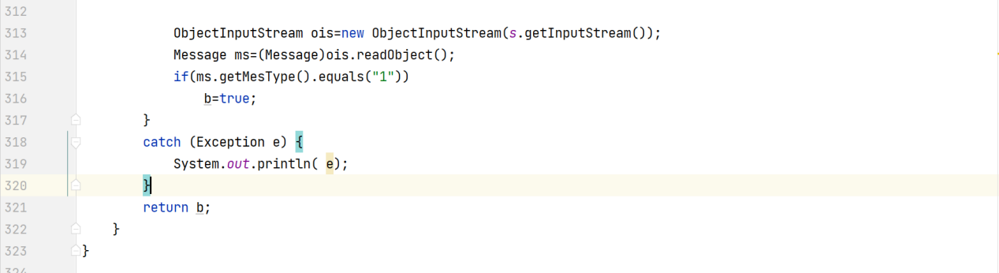 312
313 ObjectInputStream ois=new ObjectInputStream(s.getInputStream());
314 Message ms=(Message)ois.readObject();
315 if(ms.getMesType().equals("1"))
316 b=true;
317 }
318 catch (Exception e) {
319 System.out.println( e);
320 }
321 return b;
322 }
323 }
324